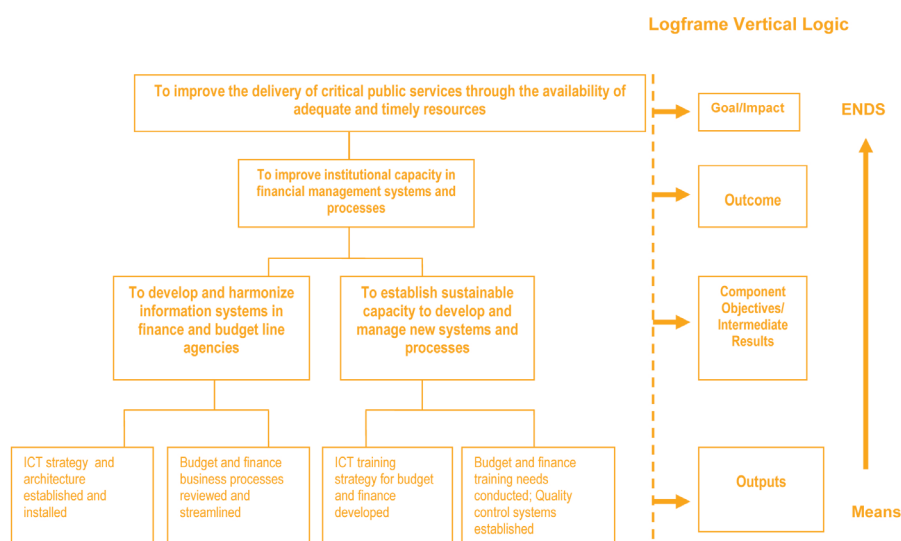 Logframe Vertical Logic
To improve the delivery of critical public services through the availability of
adequate and timely resources
Goal/Impact
ENDS
To improve institutional capacity in
financial management systems and
processes
Outcome
To develop and harmonize
information systems in
finance and budget line
agencies
To establish sustainable
capacity to develop and
manage new systems and
processes
Component
Objectives/
Intermediate
Results
ICT strategy and
architecture
established and
installed
Budget and finance
business processes
reviewed and
streamlined
ICT training
strategy for budget
and finance
developed
Budget and finance
training needs
conducted; Quality
control systems
established
Outputs
Means